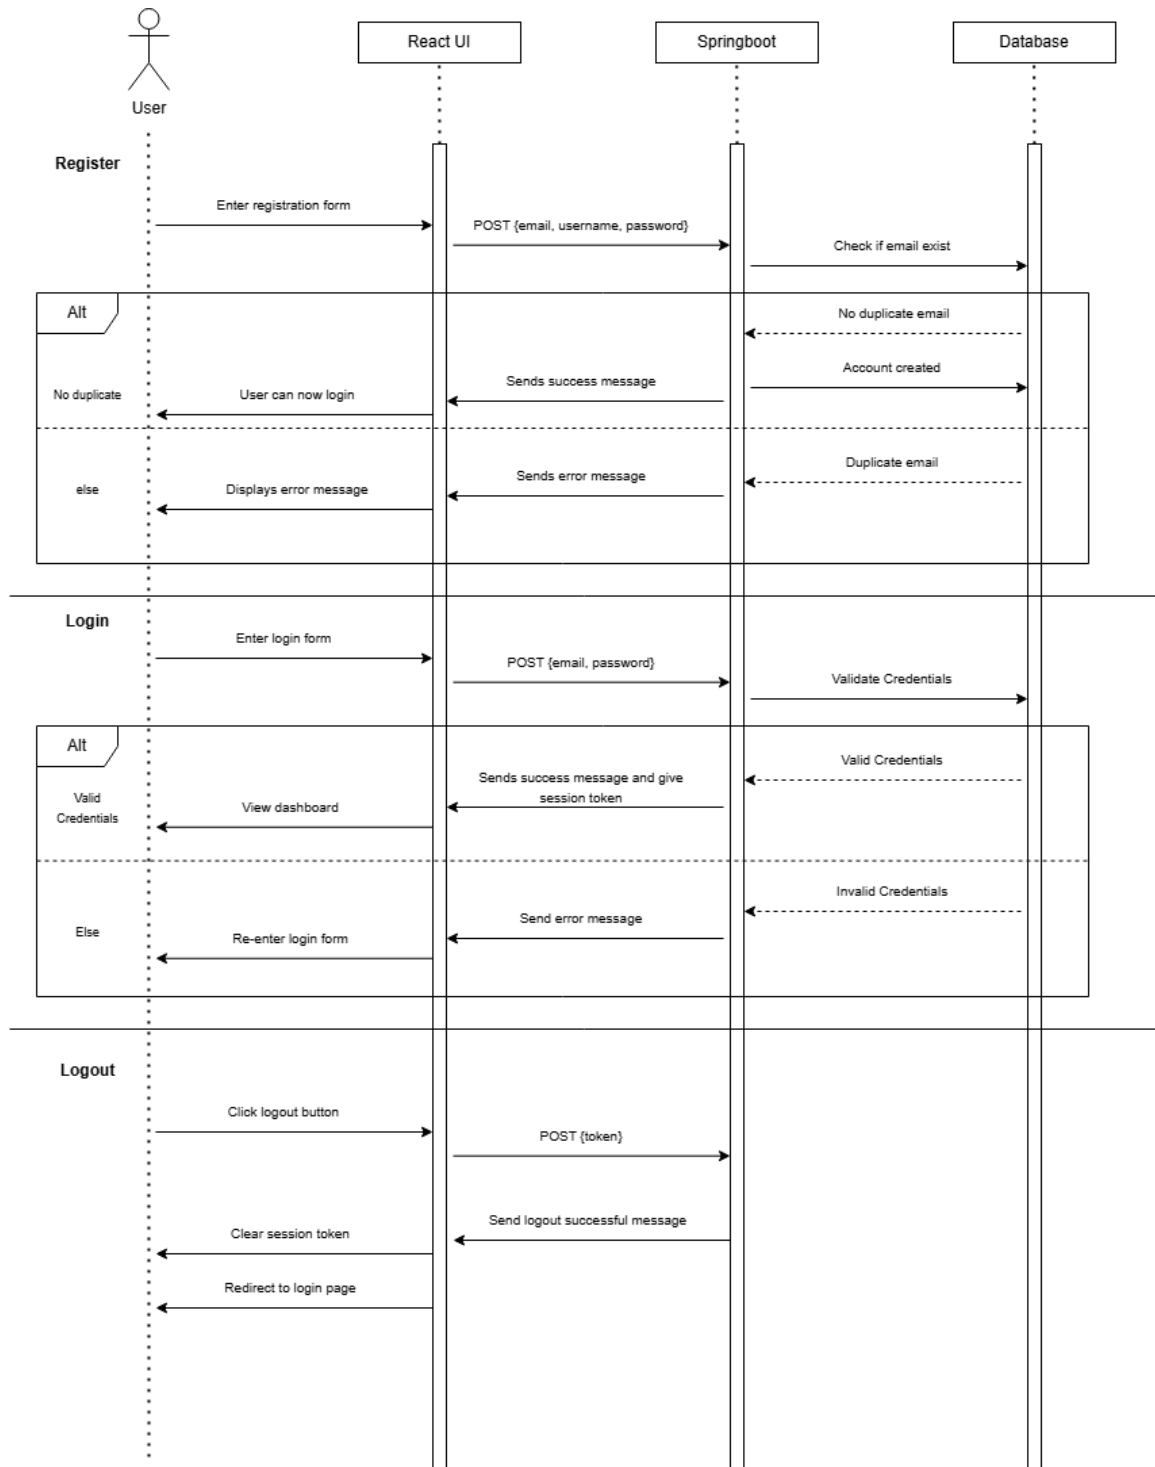 User
React UI
Springboot
Database
Register
Enter registration form
POST {email, username, password}
Check if email exist
Alt
No duplicate email
No duplicate
User can now login
Sends success message
Account created
else
Displays error message
Sends error message
Duplicate email
Login
Enter login form
POST {email, password}
Validate Credentials
Alt
Valid Credentials
Sends success message and give
session token
Valid
Credentials
View dashboard
Invalid Credentials
Send error message
Else
Re-enter login form
Logout
Click logout button
POST {token}
Send logout successful message
Clear session token
Redirect to login page